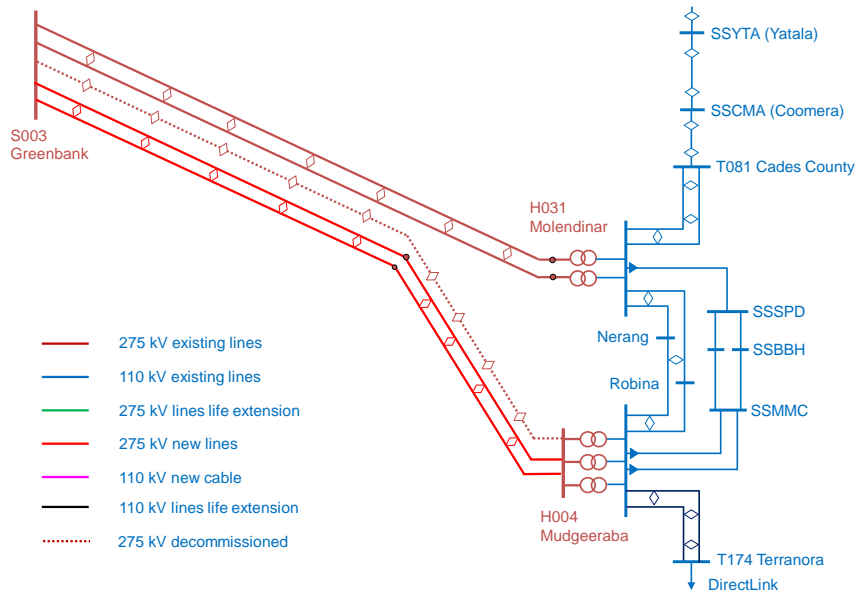 SSYTA (Yatala)
SSCMA (Coomera)
S003
Greenbank
T081 Cades County
H031
Molendinar
SSSPD
Nerang
SSBBH
Robina
SSMMC
275 kV existing lines
110 kV existing lines
275 kV lines life extension
275 kV new lines
110 kV new cable
110 kV lines life extension
275 kV decommissioned
H004
Mudgeeraba
T174 Terranora
DirectLink